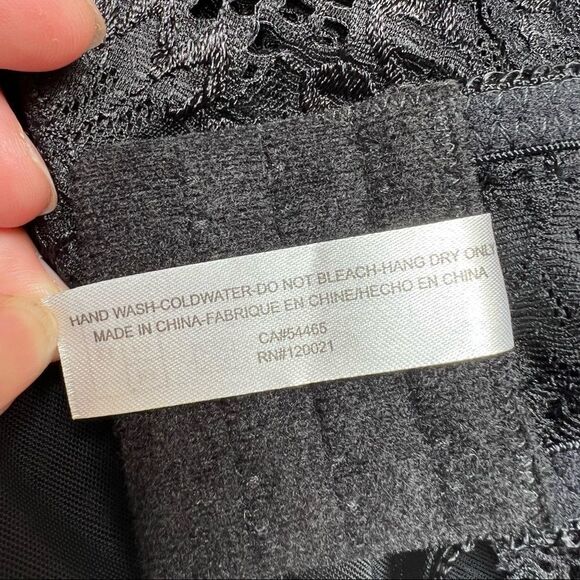 HAND WASH-COLDWATER-DO NOT BLEACH-HANG DRY ONLY
MADE IN CHINA-FABRIQUE EN CHINE/HECHO EN CHINA
CA#54465
RN#120021